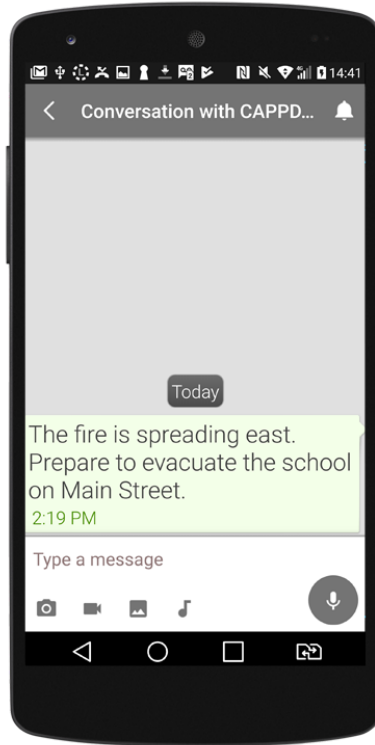 14:41
Conversation with CAPPD...
Today
The fire is spreading east.
Prepare to evacuate the school
on Main Street.
2:19 PM
Type a message